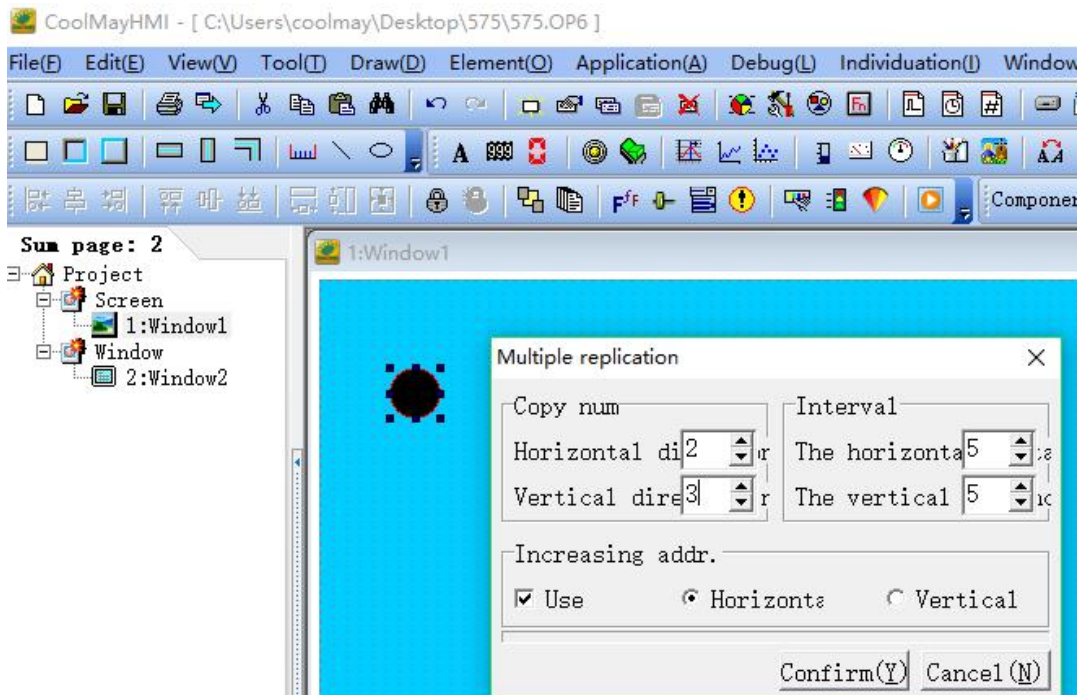 CoolMayHMI - [ C:\Users\coolmay\Desktop\575\575.OP6 ]
File(F) Edit(E) View(V) Tool(T) Draw(D) Element(O) Application(A) Debug(L) Individuation(I) Window
Componer
Sum page: 2
Project
Screen
1:Window1
Window
2:Window2
1:Window1
Multiple replication
Copy num
Horizontal di 2
Vertical dire 3
Interval
The horizonta 5
The vertical 5
Increasing addr.
Use Horizonta Vertical
Confirm(Y) Cancel(N)